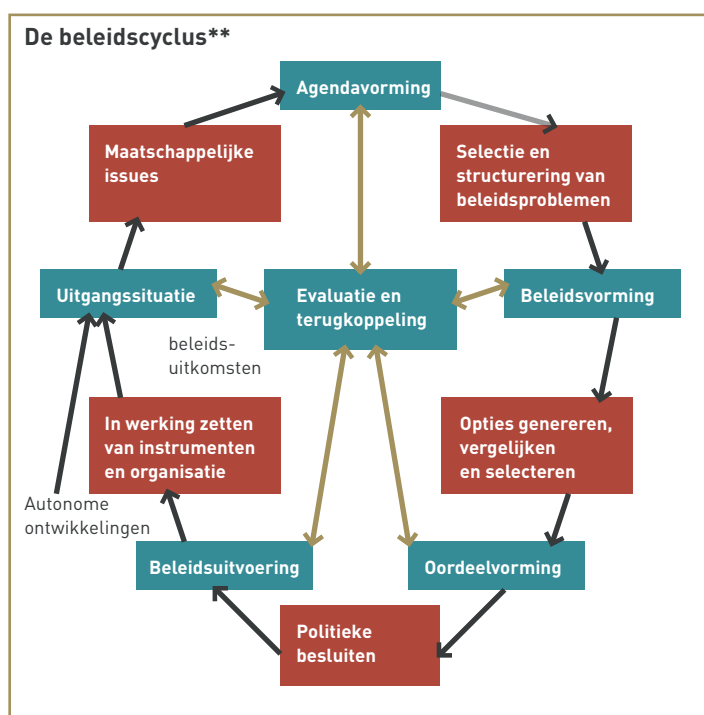 De beleidscyclus**
Agendavorming
Maatschappelijke
issues
Selectie en
structurering van
beleidsproblemen
Uitgangssituatie
Evaluatie en
terugkoppeling
Beleidsvorming
beleids-
uitkomsten
In werking zetten
van instrumenten
en organisatie
Opties genereren,
vergelijken
en selecteren
Autonome
ontwikkelingen
Beleidsuitvoering
Oordeelvorming
Politieke
besluiten